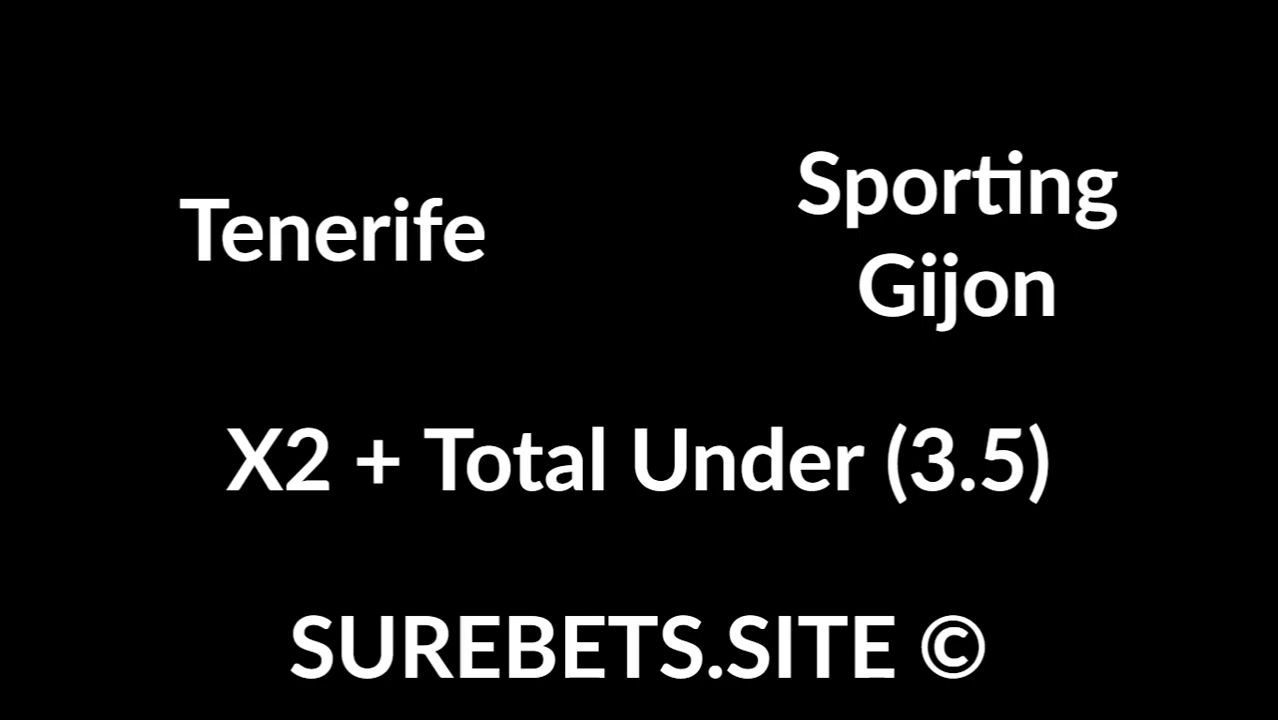 Tenerife
Sporting
Gijon
X2 + Total Under (3.5)
SUREBETS.SITE ©